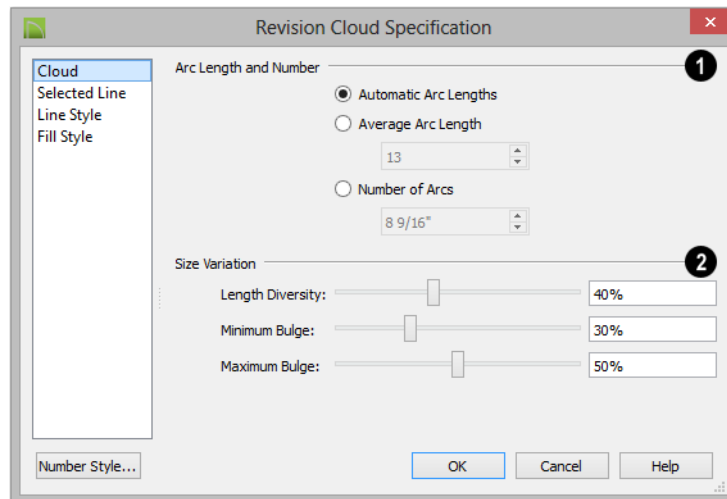 Revision Cloud Specification
Cloud
Selected Line
Line Style
Fill Style
Arc Length and Number
1
Automatic Arc Lengths
Average Arc Length
13
Number of Arcs
8 9/16"
Size Variation
2
Length Diversity: 40%
Minimum Bulge: 30%
Maximum Bulge: 50%
Number Style... OK Cancel Help